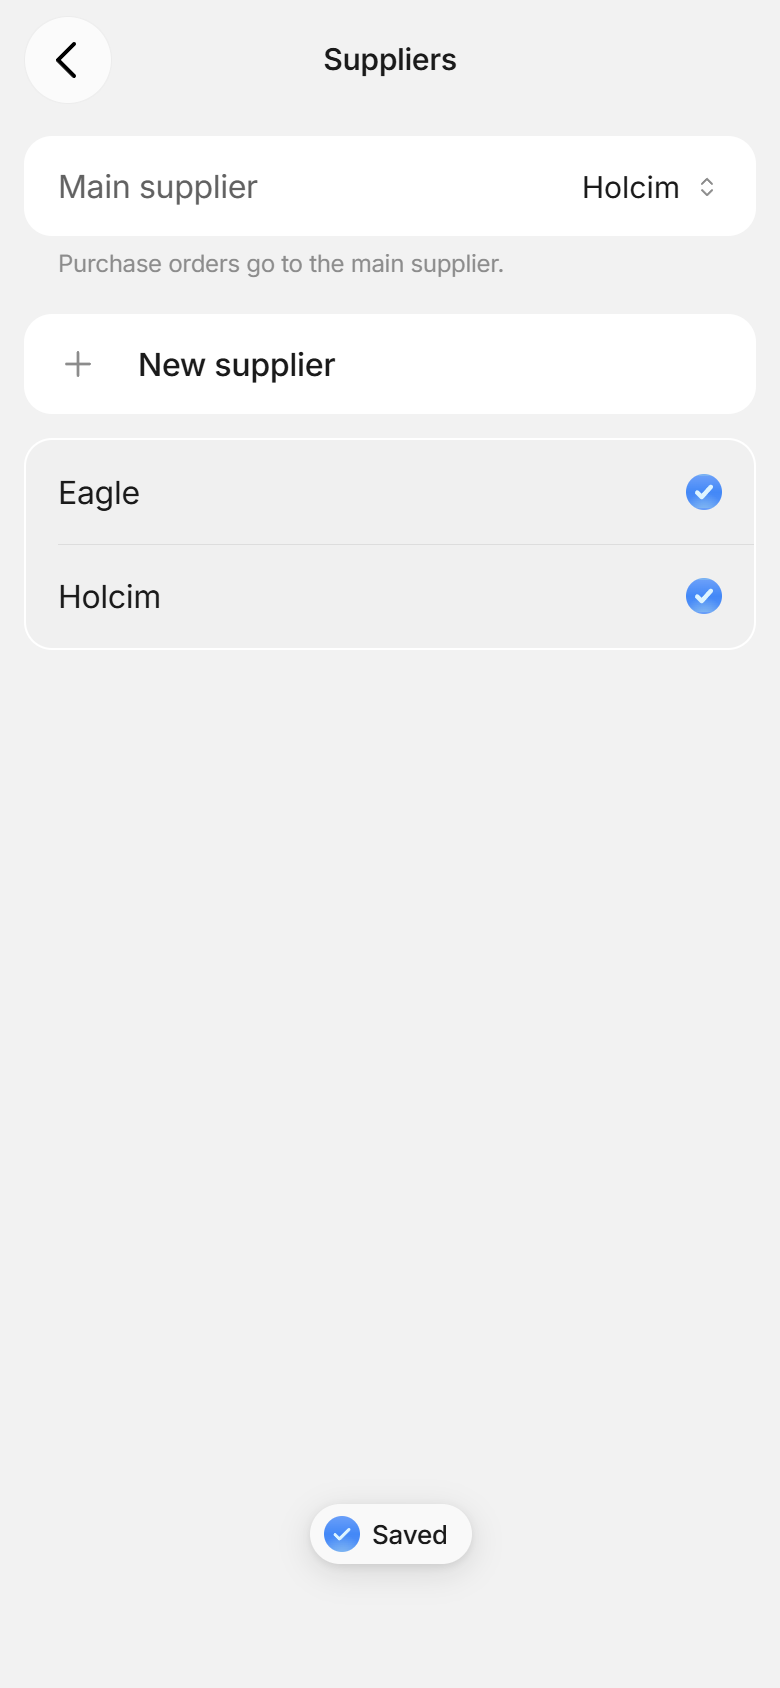 Suppliers
Main supplier Holcim
Purchase orders go to the main supplier.
New supplier
Eagle
Holcim
Saved